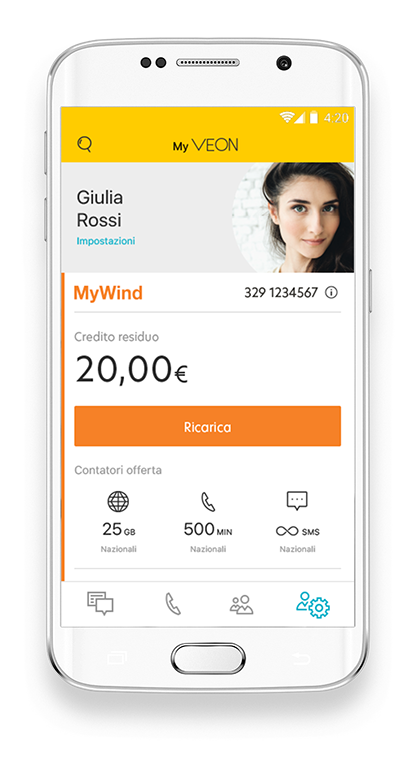 4:20
My VEON
Giulia
Rossi
Impostazioni
MyWind
329 1234567
Credito residuo
20,00€
Ricarica
Contatori offerta
25 GB
500 MIN
∞ SMS
Nazionali
Nazionali
Nazionali